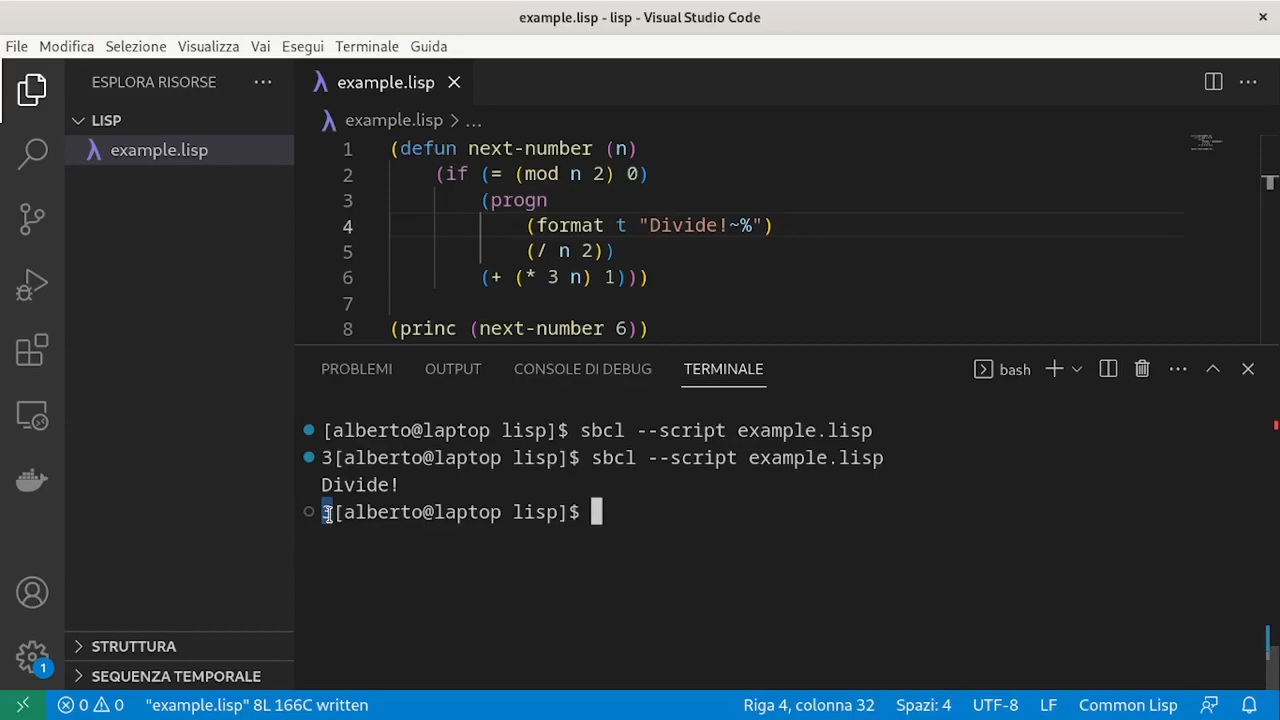 example.lisp - lisp - Visual Studio Code
File Modifica Selezione Visualizza Vai Esegui Terminale Guida
ESPLORA RISORSE
LISP
example.lisp
STRUTTURA
SEQUENZA TEMPORALE
1
example.lisp
example.lisp > ...
1 (defun next-number (n)
2 (if (= (mod n 2) 0)
3 (progn
4 (format t "Divide!~%")
5 (/ n 2))
6 (+ (* 3 n) 1)))
7
8 (princ (next-number 6))
PROBLEMI OUTPUT CONSOLE DI DEBUG TERMINALE bash
[alberto@laptop lisp]$ sbcl --script example.lisp
3[alberto@laptop lisp]$ sbcl --script example.lisp
Divide!
3[alberto@laptop lisp]$
0 0 "example.lisp" 8L 166C written Riga 4, colonna 32 Spazi: 4 UTF-8 LF Common Lisp